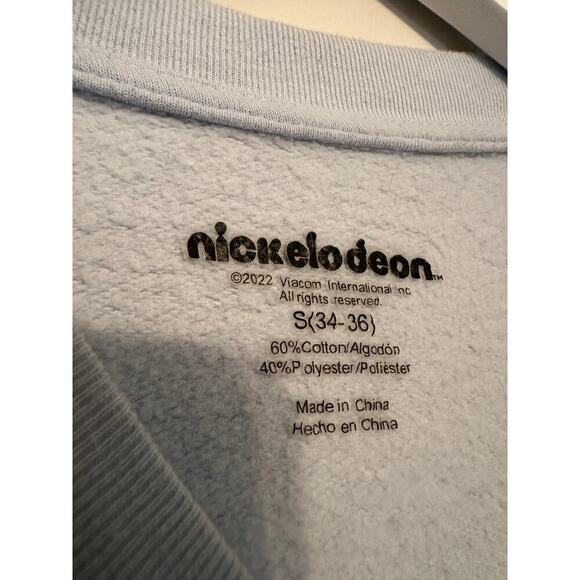 nickelodeon™
©2022 Viacom International Inc
All rights reserved.
S(34-36)
60%Cotton/Algodón
40%Polyester/Poliéster
Made in China
Hecho en China